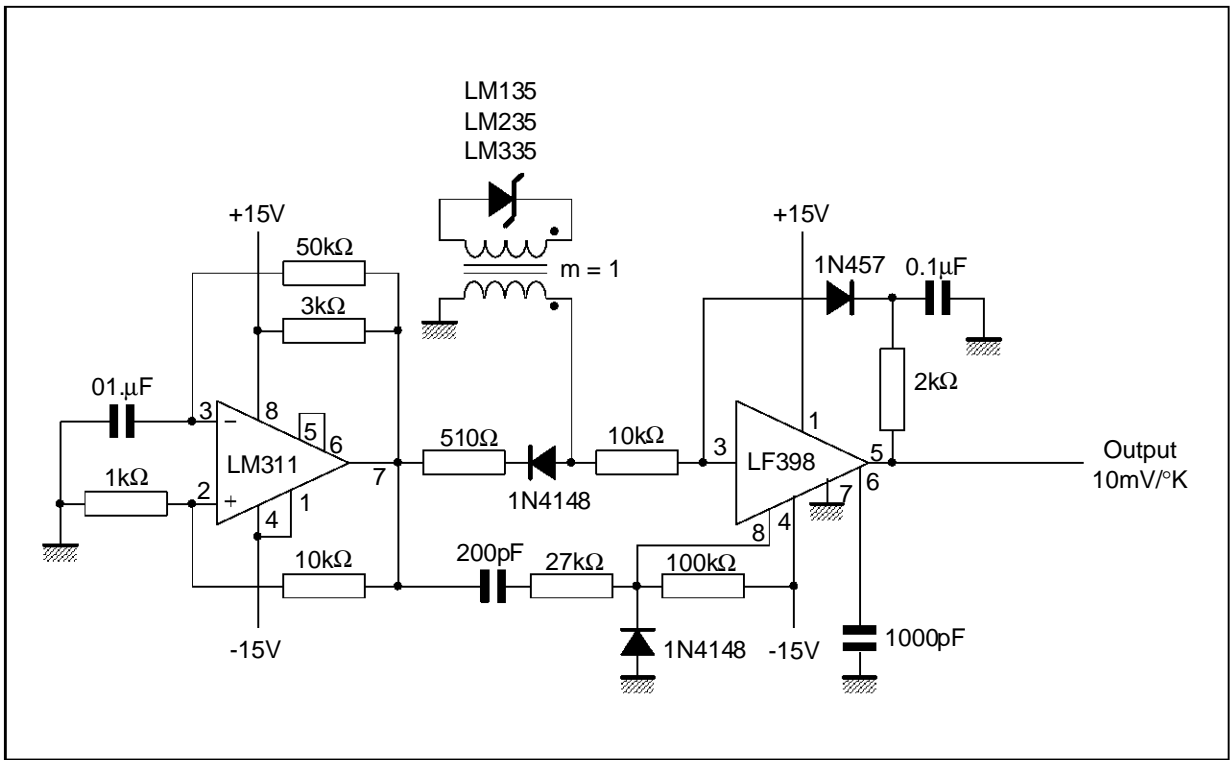 LM135
LM235
LM335
+15V
+15V
50kΩ
3kΩ
m = 1
1N457
0.1μF
2kΩ
01.μF
3
−
8
5
6
LM311
7
1kΩ
2
+
4
1
510Ω
1N4148
10kΩ
3
1
LF398
5
6
7
4
8
Output
10mV/°K
10kΩ
200pF
27kΩ
100kΩ
-15V
1N4148
-15V
1000pF